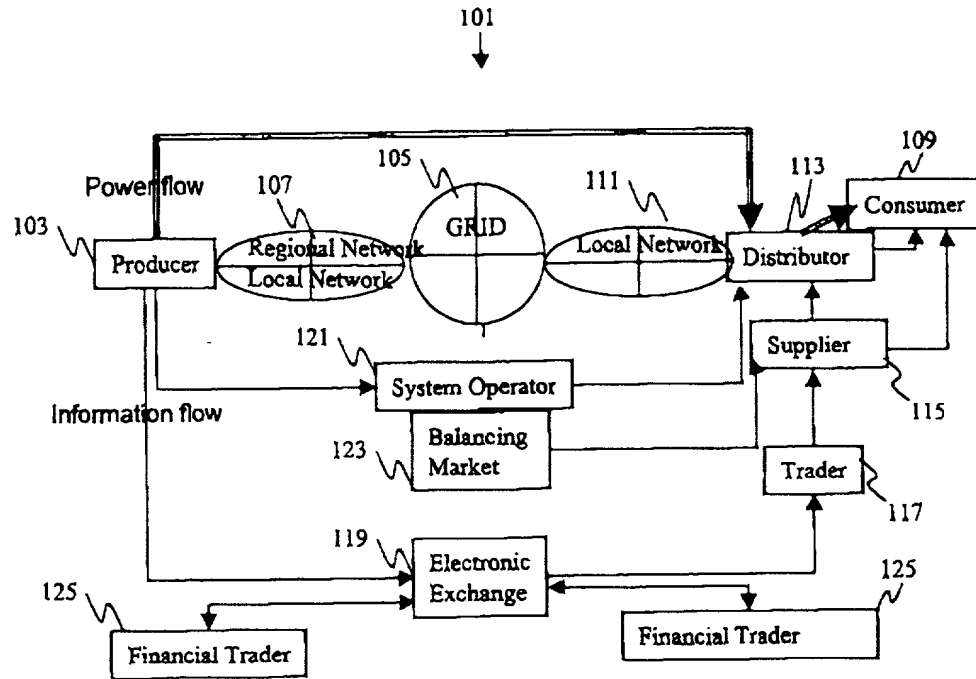 101
109
105
107
111
113
Power flow
GRID
Consumer
103
Regional Network
Local Network
Producer
Local Network
Distributor
121
Supplier
System Operator
115
Information flow
Balancing
Market
123
Trader
117
119
Electronic
Exchange
125
125
Financial Trader
Financial Trader